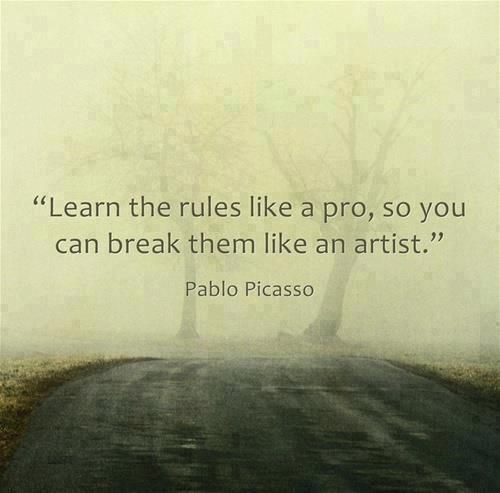 “Learn the rules like a pro, so you
can break them like an artist.”
Pablo Picasso